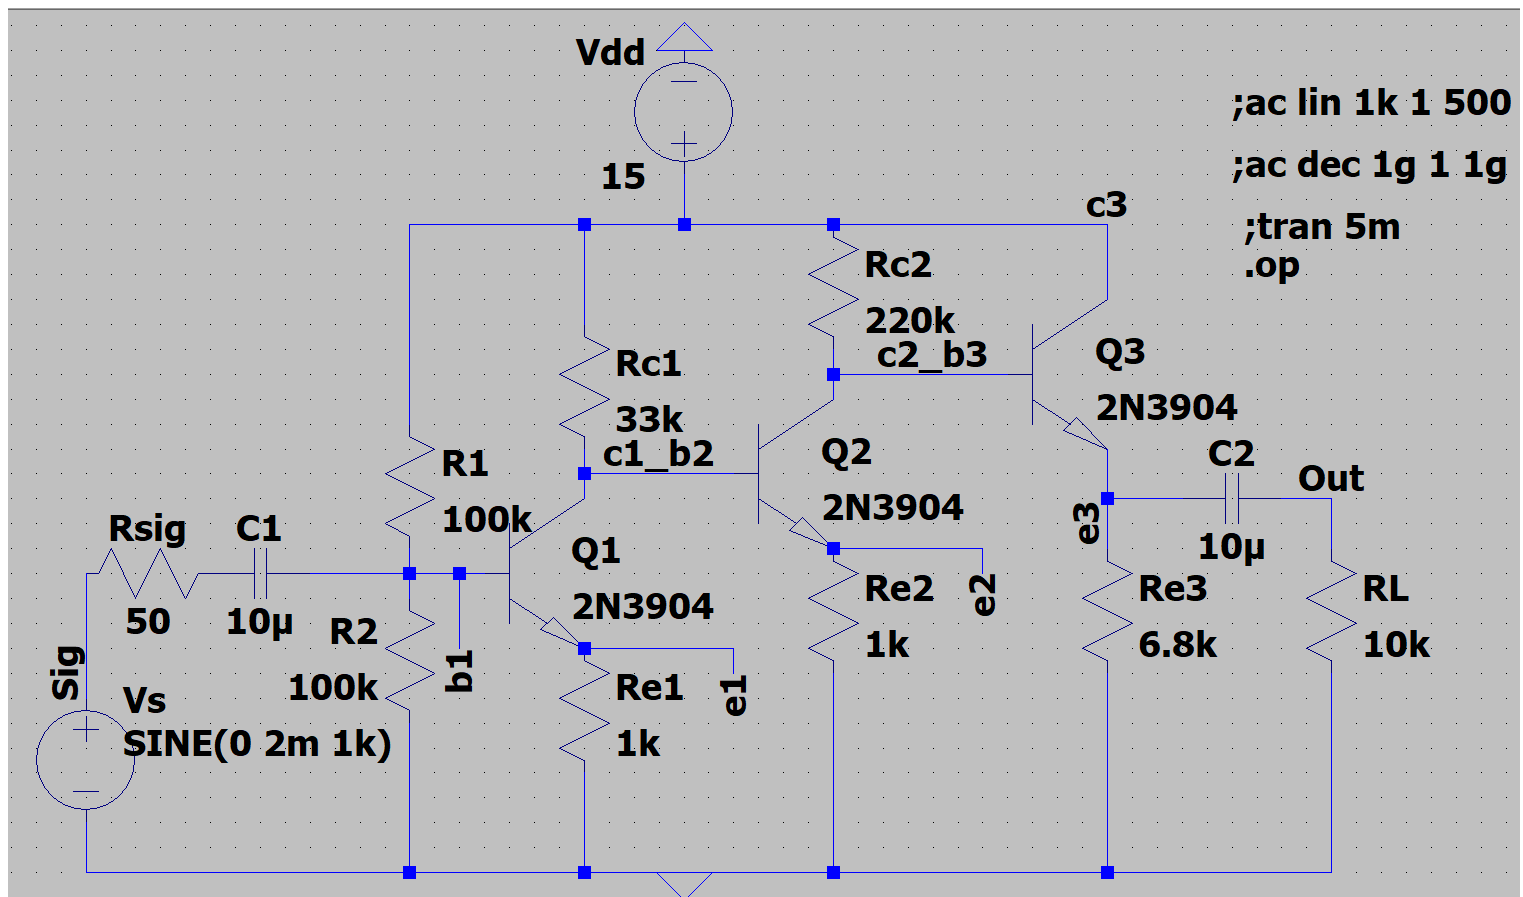 Vdd
15
;ac lin 1k 1 500
;ac dec 1g 1 1g
;tran 5m
.op
c3
Rc2
220k
c2_b3
Q3
2N3904
Rc1
33k
c1_b2
Q2
2N3904
C2
10µ
Out
R1
100k
Rsig
50
C1
10µ
Q1
2N3904
e3
Re2
1k
e2
Re3
6.8k
RL
10k
R2
100k
b1
Re1
1k
e1
Sig
Vs
SINE(0 2m 1k)